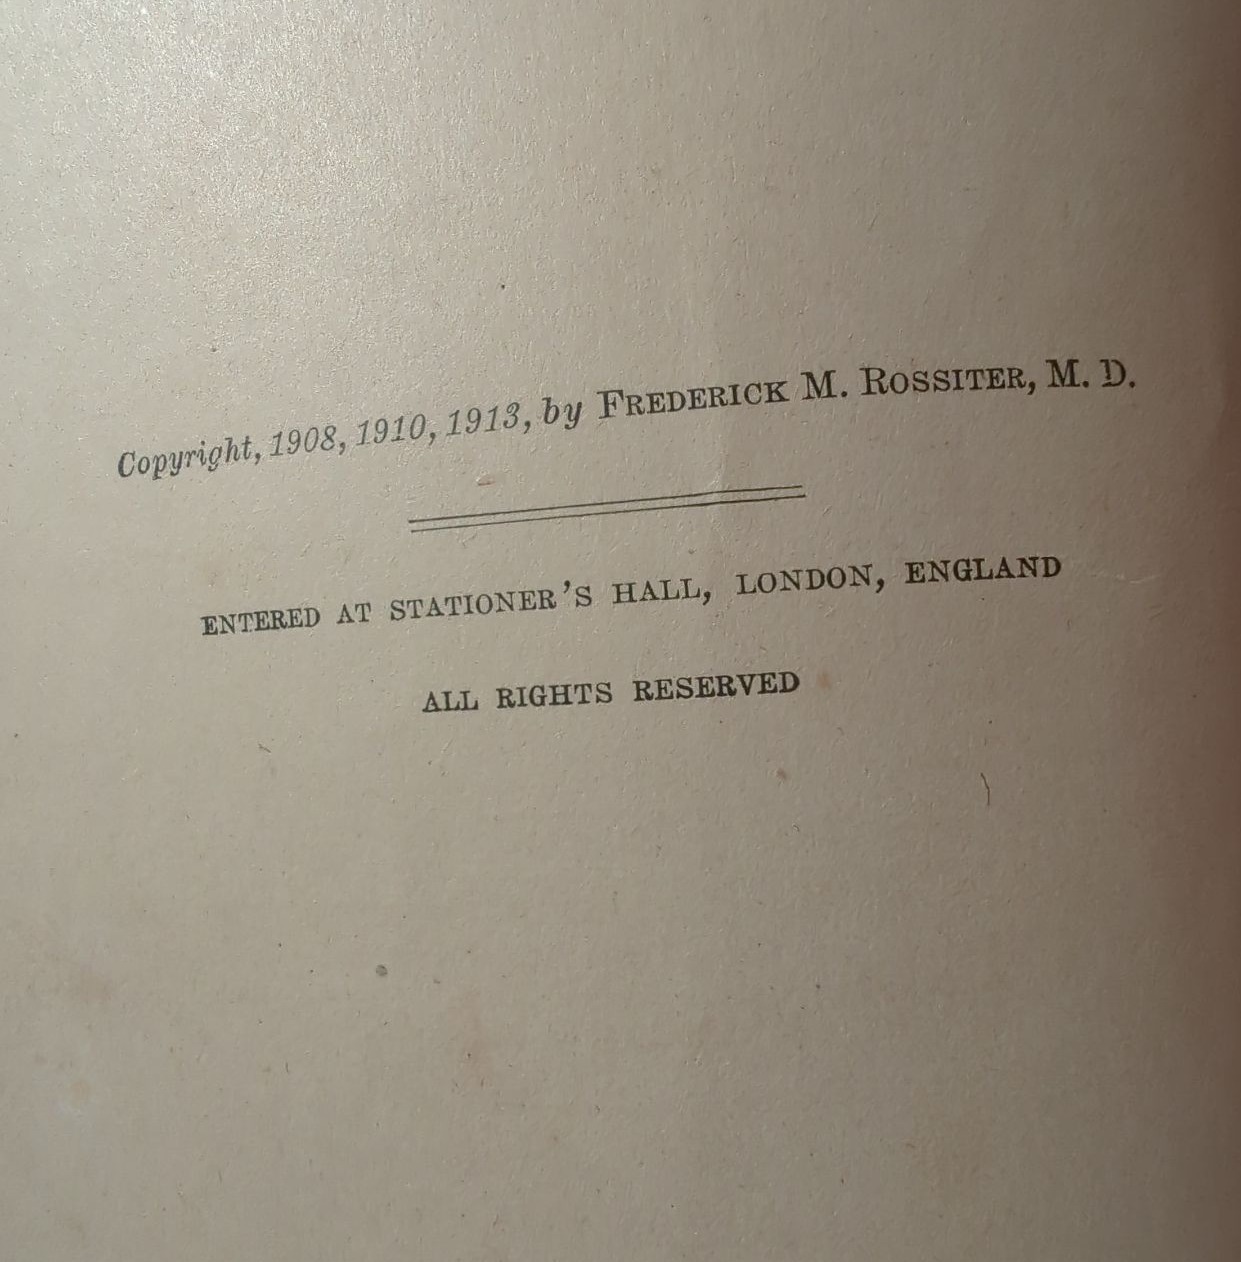 Copyright, 1908, 1910, 1913, by FREDERICK M. ROSSITER, M. D.
ENTERED AT STATIONER'S HALL, LONDON, ENGLAND
ALL RIGHTS RESERVED